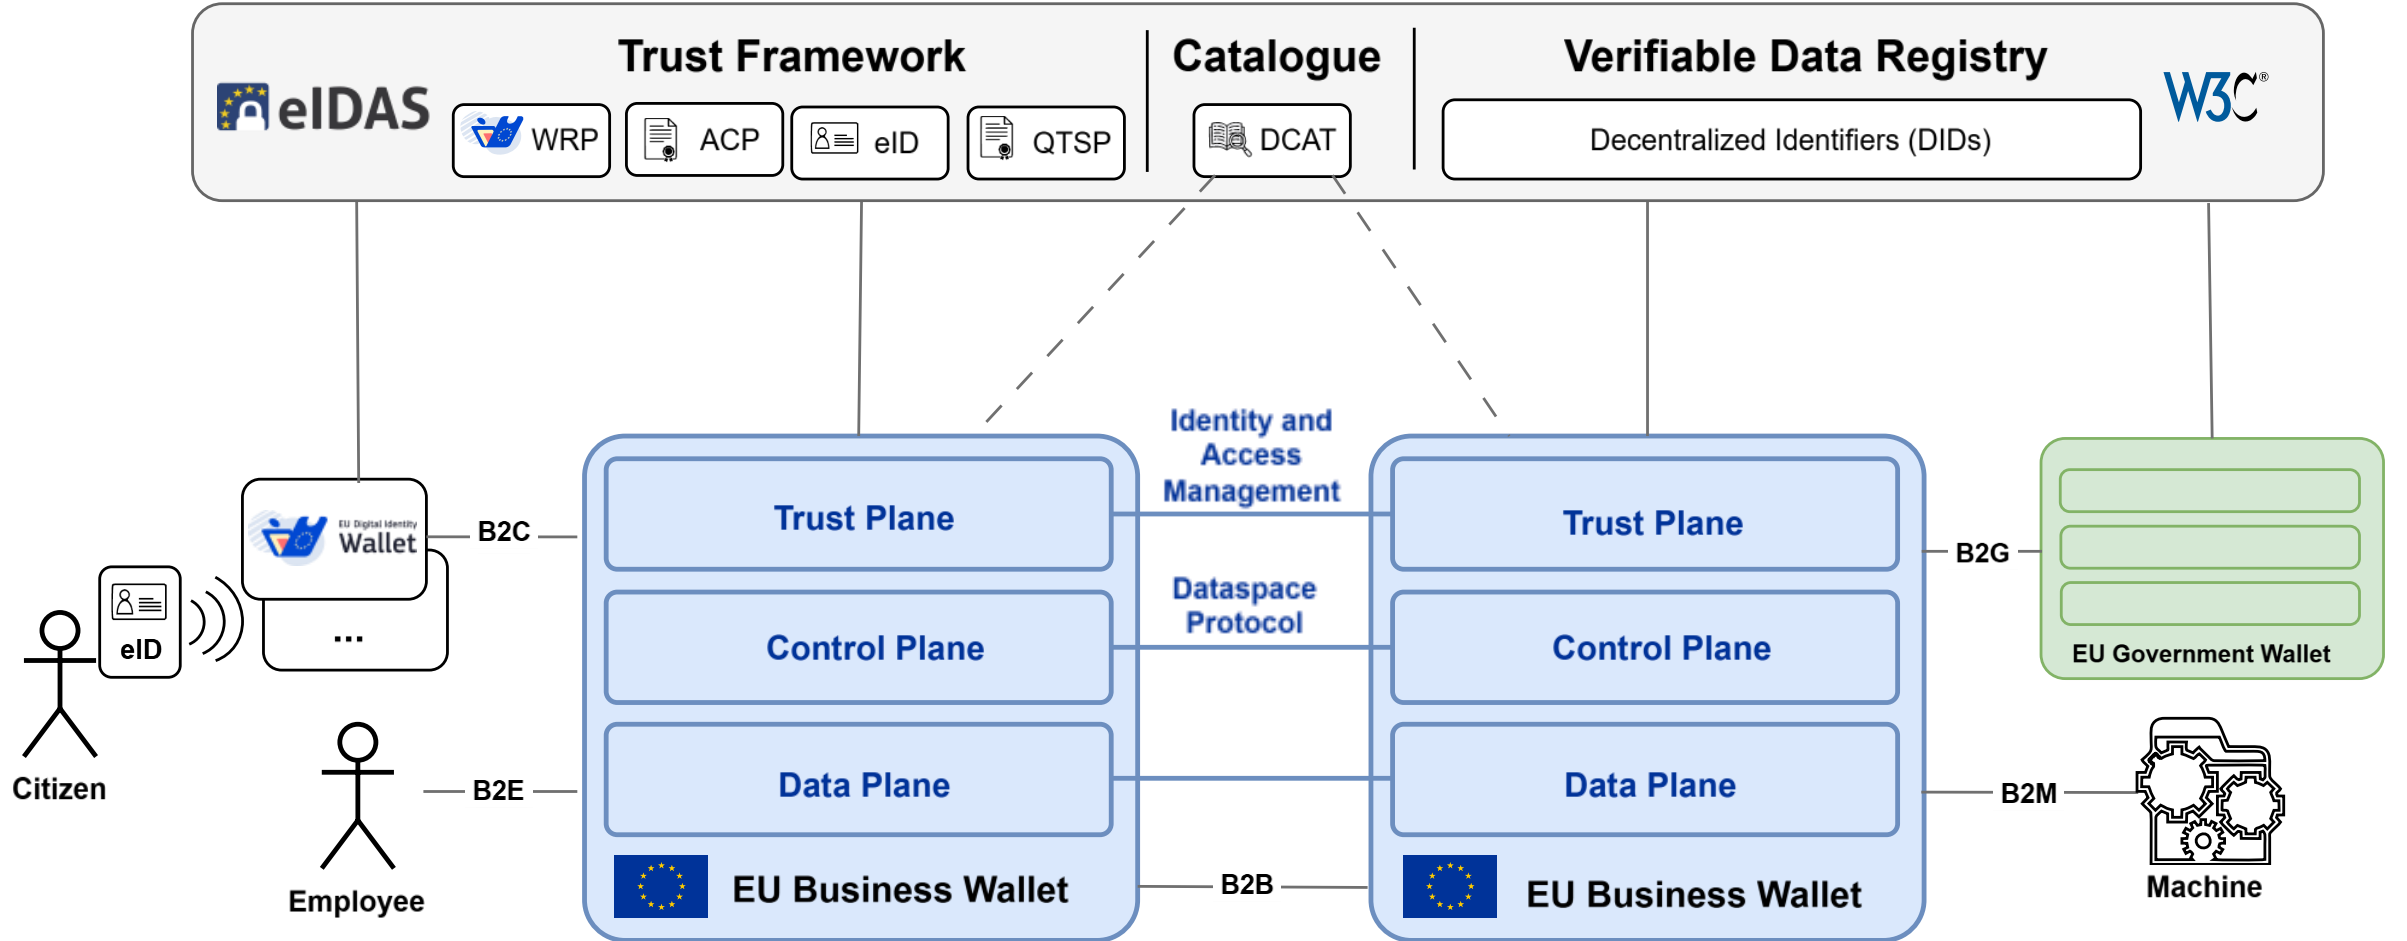 Trust Framework
Catalogue
Verifiable Data Registry
eIDAS
WRP
ACP
eID
QTSP
DCAT
Decentralized Identifiers (DIDs)
W3C®
Identity and
Access
Management
Dataspace
Protocol
EU Digital Identity
Wallet
...
eID
Citizen
Employee
B2C
B2E
Trust Plane
Control Plane
Data Plane
EU Business Wallet
B2B
Trust Plane
Control Plane
Data Plane
EU Business Wallet
B2G
B2M
EU Government Wallet
Machine